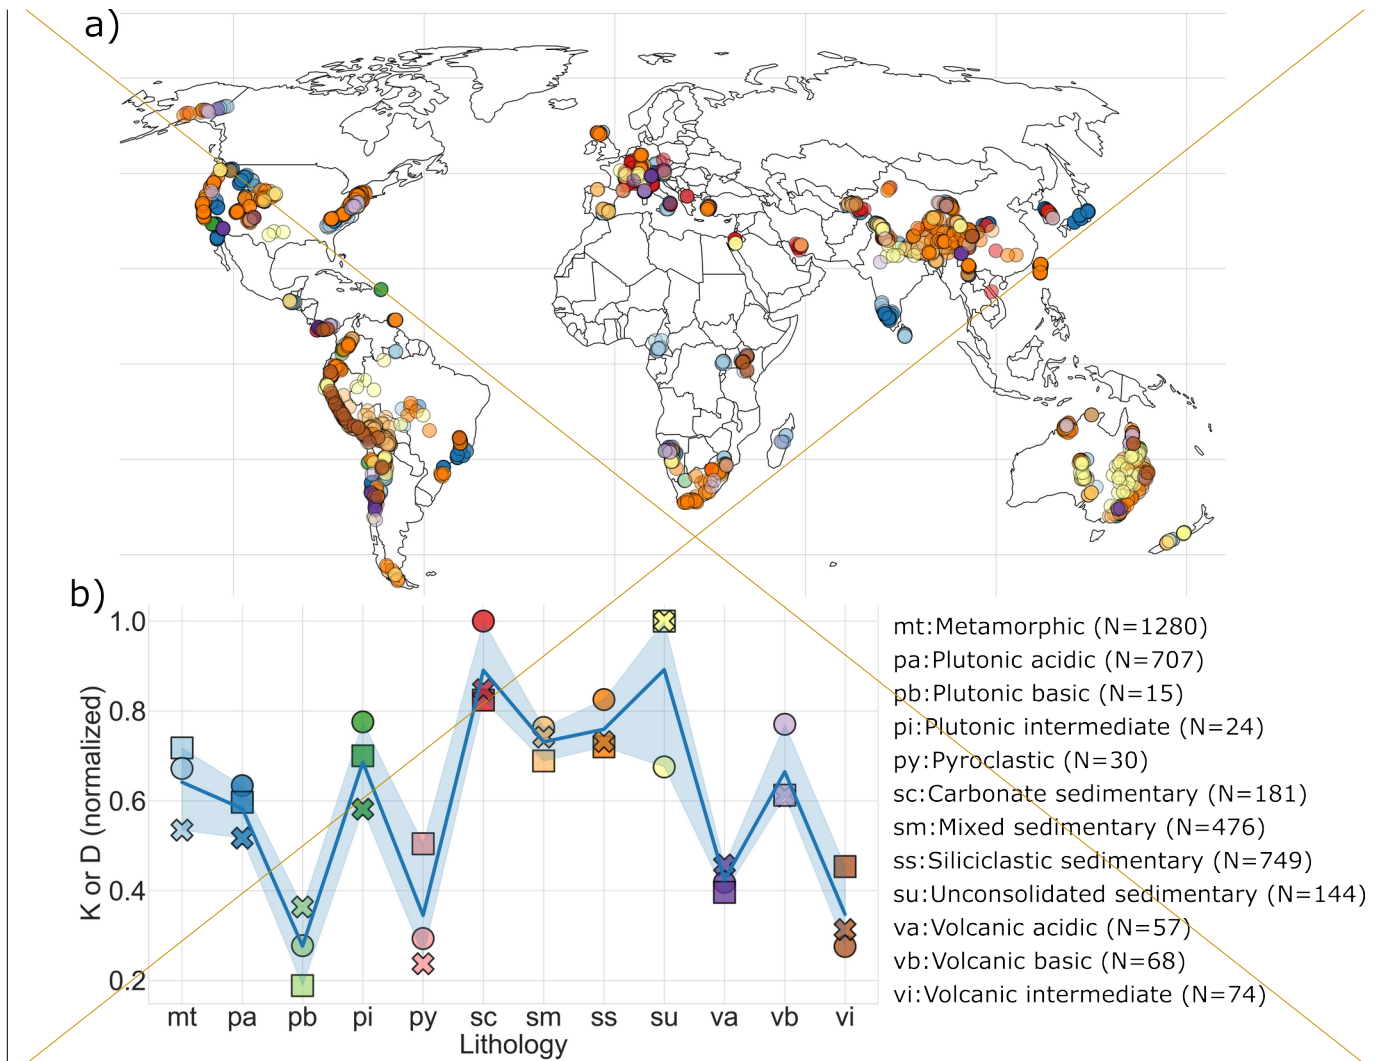 a)
b)
K or D (normalized)
1.0
0.8
0.6
0.4
0.2
mt pa pb pi py sc sm ss su va vb vi
Lithology
mt:Metamorphic (N=1280)
pa:Plutonic acidic (N=707)
pb:Plutonic basic (N=15)
pi:Plutonic intermediate (N=24)
py:Pyroclastic (N=30)
sc:Carbonate sedimentary (N=181)
sm:Mixed sedimentary (N=476)
ss:Siliciclastic sedimentary (N=749)
su:Unconsolidated sedimentary (N=144)
va:Volcanic acidic (N=57)
vb:Volcanic basic (N=68)
vi:Volcanic intermediate (N=74)